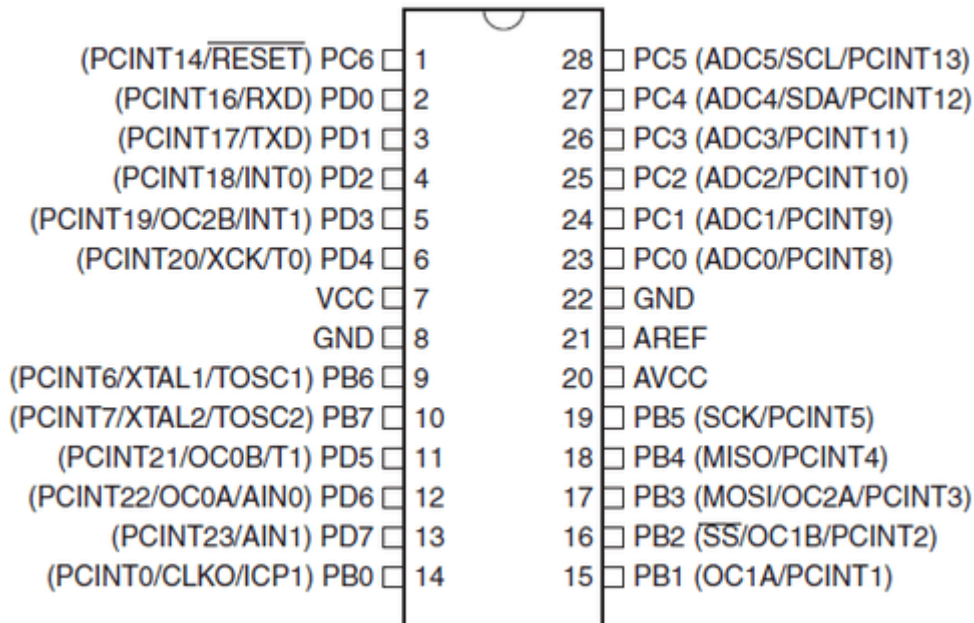 (PCINT14/RESET) PC6 1 28 PC5 (ADC5/SCL/PCINT13)
(PCINT16/RXD) PD0 2 27 PC4 (ADC4/SDA/PCINT12)
(PCINT17/TXD) PD1 3 26 PC3 (ADC3/PCINT11)
(PCINT18/INT0) PD2 4 25 PC2 (ADC2/PCINT10)
(PCINT19/OC2B/INT1) PD3 5 24 PC1 (ADC1/PCINT9)
(PCINT20/XCK/T0) PD4 6 23 PC0 (ADC0/PCINT8)
VCC 7 22 GND
GND 8 21 AREF
(PCINT6/XTAL1/TOSC1) PB6 9 20 AVCC
(PCINT7/XTAL2/TOSC2) PB7 10 19 PB5 (SCK/PCINT5)
(PCINT21/OC0B/T1) PD5 11 18 PB4 (MISO/PCINT4)
(PCINT22/OC0A/AIN0) PD6 12 17 PB3 (MOSI/OC2A/PCINT3)
(PCINT23/AIN1) PD7 13 16 PB2 (SS/OC1B/PCINT2)
(PCINT0/CLKO/ICP1) PB0 14 15 PB1 (OC1A/PCINT1)